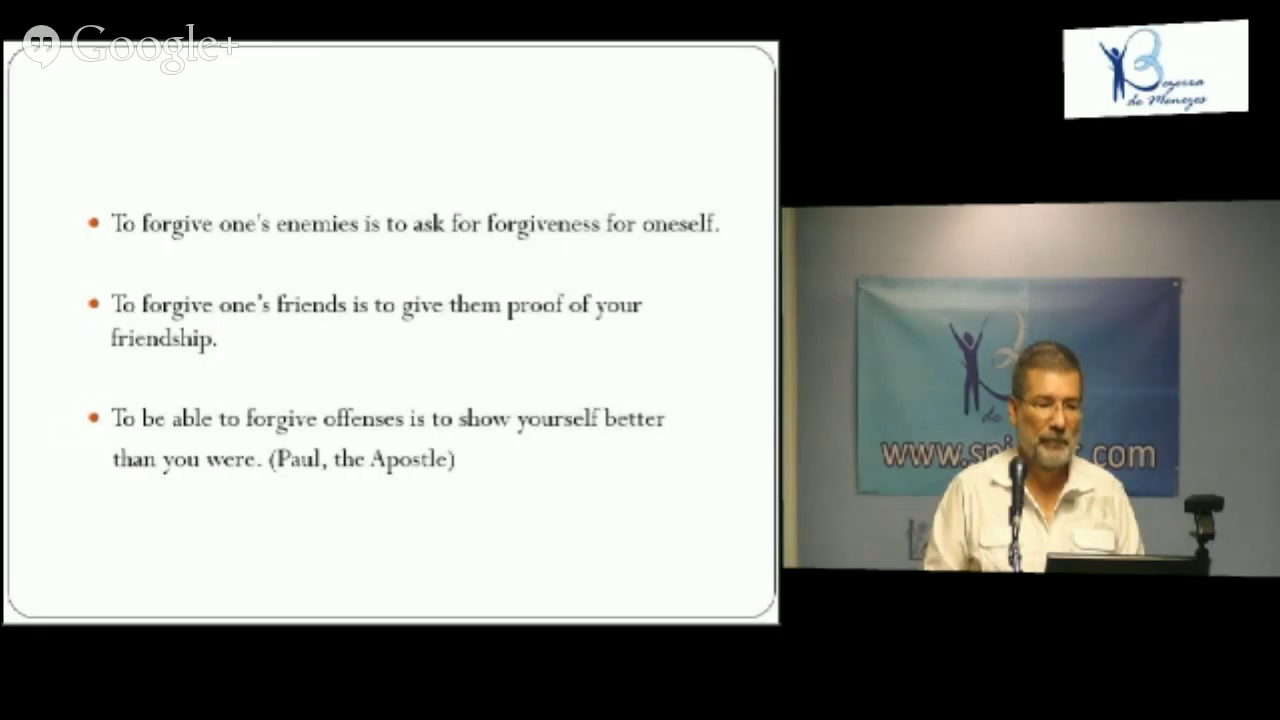 Google+
Bezerra
de Menezes
• To forgive one's enemies is to ask for forgiveness for oneself.
• To forgive one's friends is to give them proof of your
friendship.
• To be able to forgive offenses is to show yourself better
than you were. (Paul, the Apostle)
de
.com